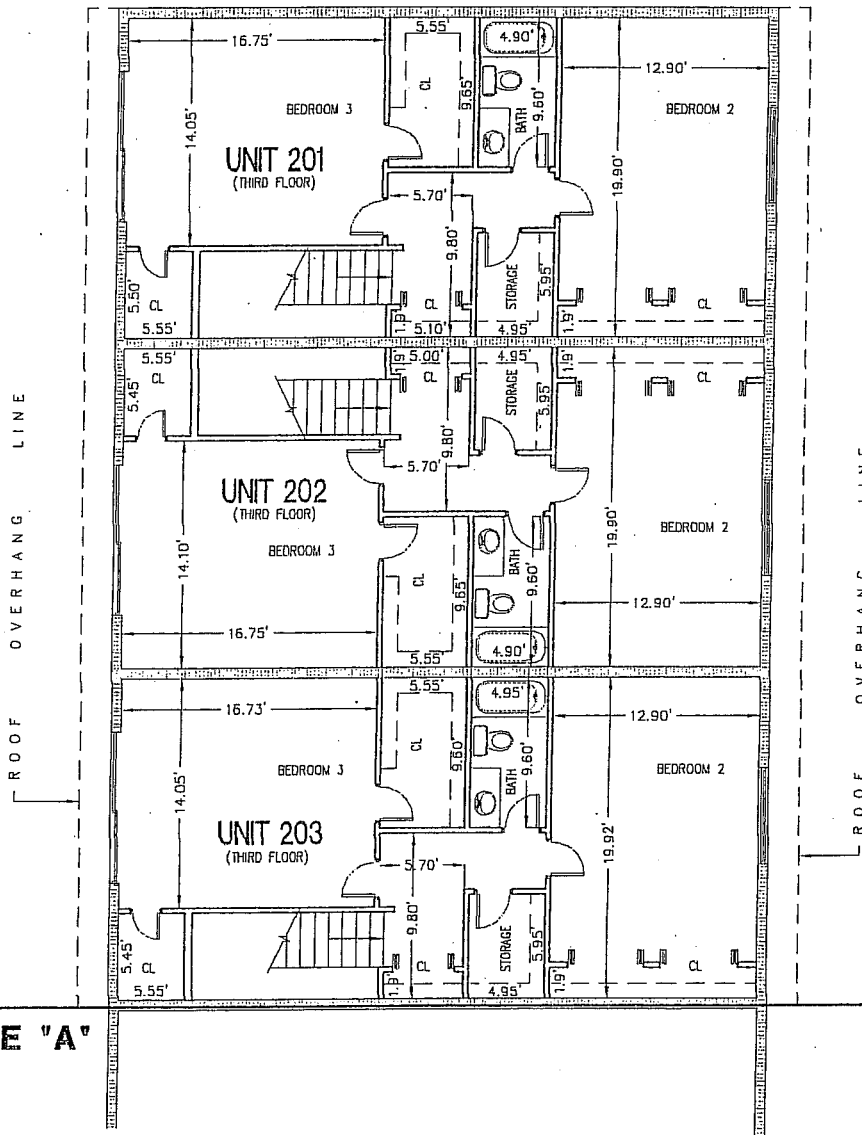 5.55'
4.90'
16.75'
12.90'
CL
9.65'
BATH
9.60'
BEDROOM 3
BEDROOM 2
14.05'
UNIT 201
(THIRD FLOOR)
19.90'
5.70'
9.80'
STORAGE
5.95'
5.50'
CL
5.55'
CL
1.9'
5.10'
4.95'
1.9'
CL
5.55'
5.00'
4.95'
1.9'
1.9'
CL
CL
CL
5.45'
STORAGE
5.95'
9.80'
5.70'
UNIT 202
(THIRD FLOOR)
BEDROOM 3
BEDROOM 2
14.10'
19.90'
CL
9.65'
BATH
9.60'
16.75'
12.90'
5.55'
4.90'
5.55'
4.95'
16.73'
12.90'
CL
9.60'
BATH
9.60'
BEDROOM 3
BEDROOM 2
14.05'
UNIT 203
(THIRD FLOOR)
19.92'
5.70'
9.80'
STORAGE
5.95'
5.45'
CL
5.55'
CL
1.9'
4.95'
1.9'
CL
ROOF OVERHANG LINE
ROOF OVERHANG LINE
E "A"